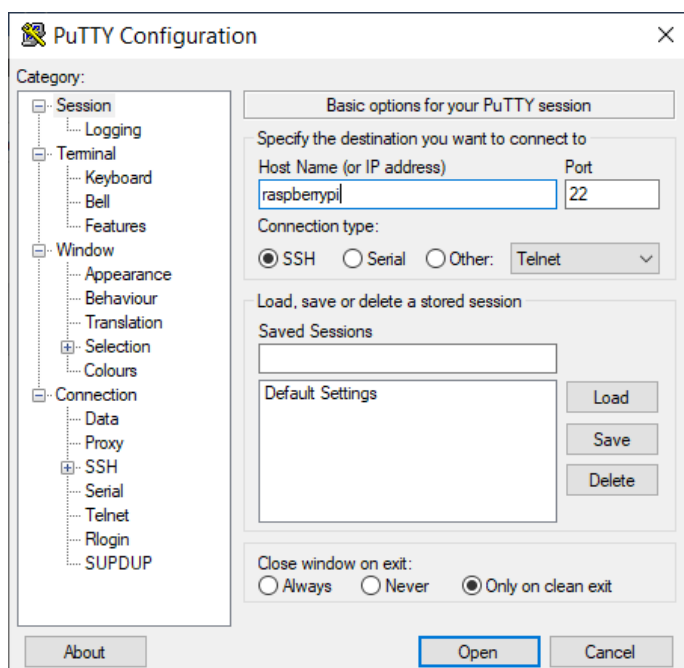 PuTTY Configuration
Category:
Session
Logging
Terminal
Keyboard
Bell
Features
Window
Appearance
Behaviour
Translation
Selection
Colours
Connection
Data
Proxy
SSH
Serial
Telnet
Rlogin
SUPDUP
Basic options for your PuTTY session
Specify the destination you want to connect to
Host Name (or IP address) Port
raspberrypi 22
Connection type:
SSH Serial Other: Telnet
Load, save or delete a stored session
Saved Sessions
Default Settings
Load
Save
Delete
Close window on exit:
Always Never Only on clean exit
About Open Cancel